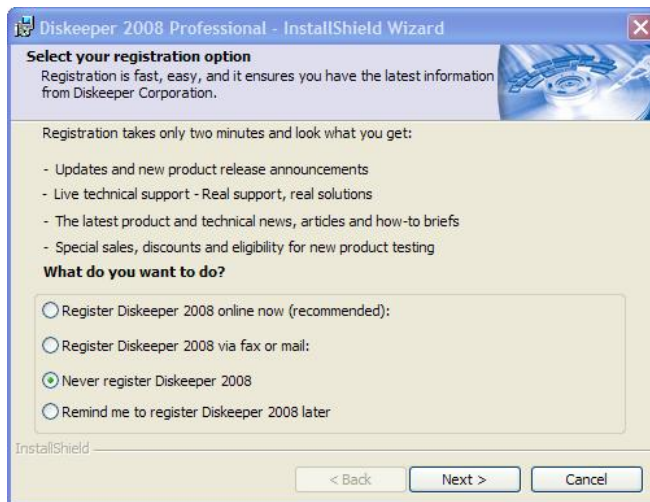 Diskeeper 2008 Professional - InstallShield Wizard
Select your registration option
Registration is fast, easy, and it ensures you have the latest information
from Diskeeper Corporation.
Registration takes only two minutes and look what you get:
- Updates and new product release announcements
- Live technical support - Real support, real solutions
- The latest product and technical news, articles and how-to briefs
- Special sales, discounts and eligibility for new product testing
What do you want to do?
Register Diskeeper 2008 online now (recommended):
Register Diskeeper 2008 via fax or mail:
Never register Diskeeper 2008
Remind me to register Diskeeper 2008 later
InstallShield
< Back Next > Cancel